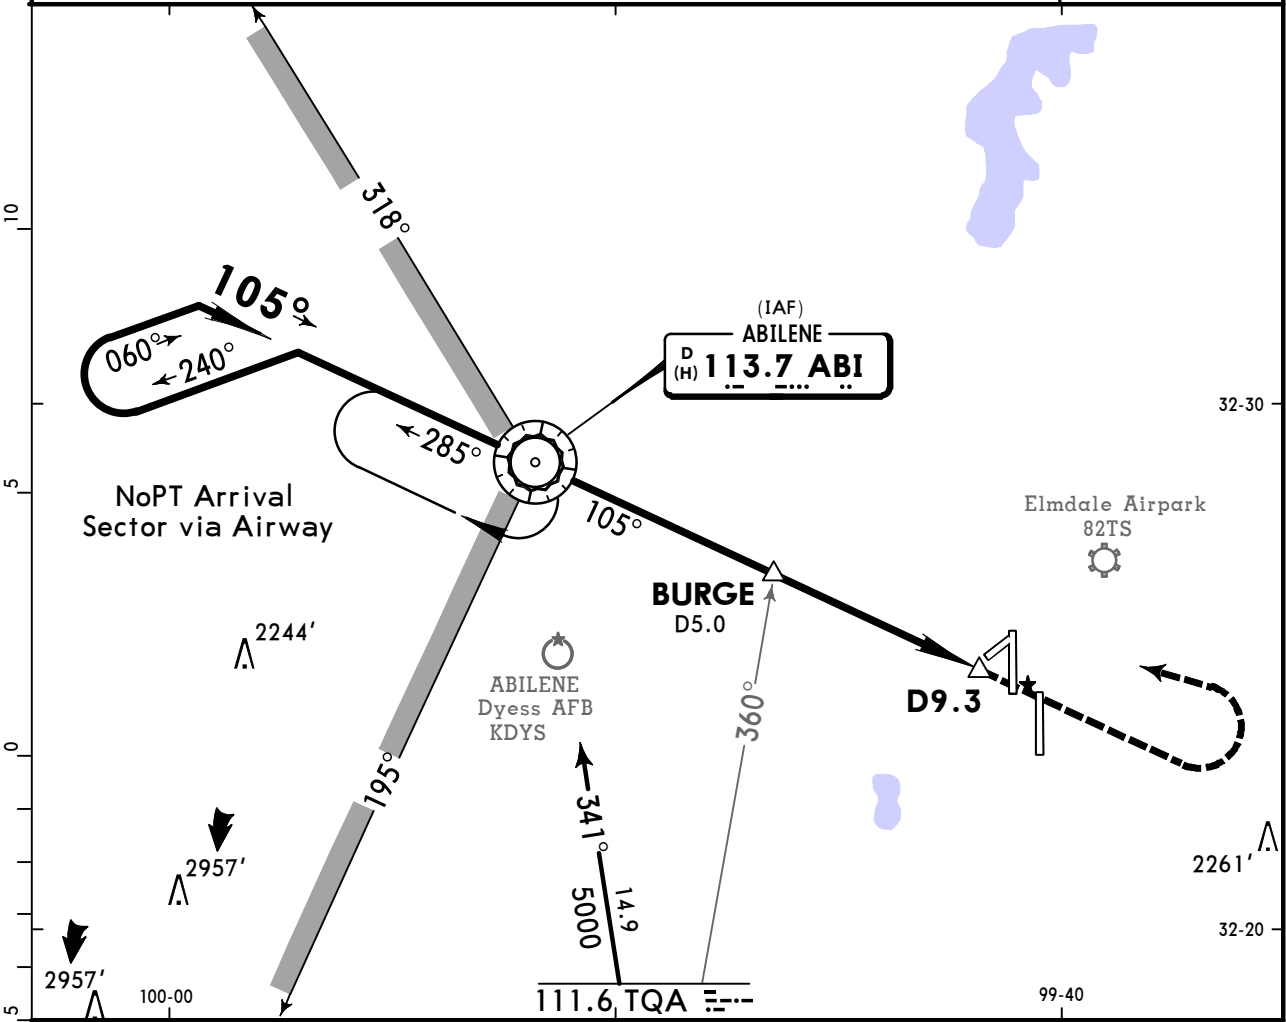 318°
10
105°
060°
240°
(IAF)
ABILENE
D
(H)
113.7 ABI
32-30
285°
NoPT Arrival
Sector via Airway
5
105°
Elmdale Airpark
82TS
BURGE
D5.0
2244'
ABILENE
Dyess AFB
KDYS
D9.3
360°
0
195°
341°
2957'
2261'
5000
14.9
32-20
2957'
100-00
111.6 TQA
99-40
5